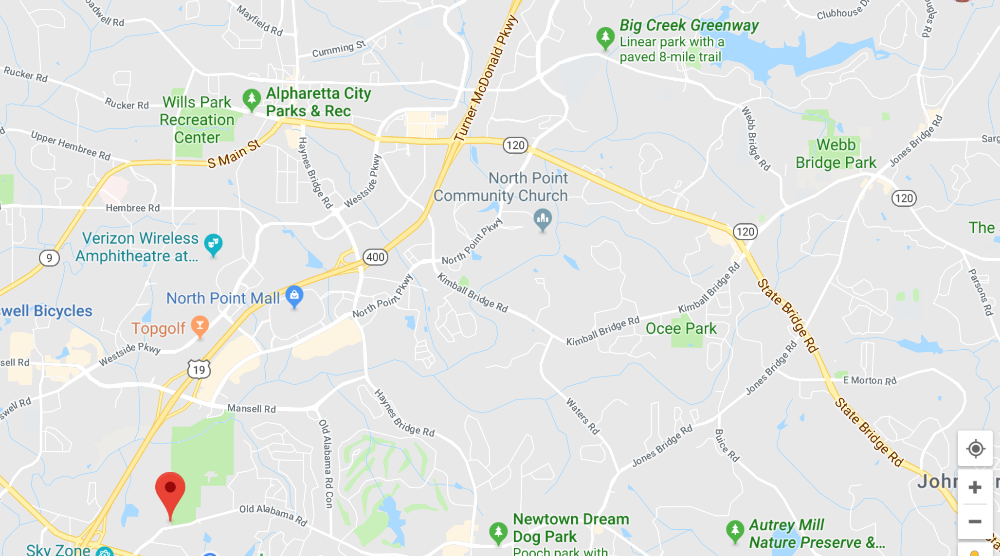 oadwell Rd
Mayfield Rd
Cumming St
Turner McDonald Pkwy
Big Creek Greenway
Linear park with a
paved 8-mile trail
Clubhouse Dr
ouglas Rd
Rucker Rd
Rucker Rd
Wills Park
Recreation
Center
Alpharetta City
Parks & Rec
Upper Hembree Rd
S Main St
Haynes Bridge Rd
Westside Pkwy
120
Webb Bridge Rd
Webb
Bridge Park
Jones Bridge Rd
Sarg
North Point
Community Church
120
Hembree Rd
Verizon Wireless
Amphitheatre at...
9
400
North Point Pkwy
120
The
Kimball Bridge Rd
Kimball Bridge Rd
Kimball Bridge Rd
State Bridge Rd
Parsons Rd
North Point Mall
North Point Pkwy
swell Bicycles
Topgolf
Ocee Park
Westside Pkwy
sell Rd
19
Jones Bridge Rd
E Morton Rd
swell Rd
Mansell Rd
Haynes Bridge Rd
Waters Rd
State Bridge Rd
Old Alabama Rd Con
Jones Bridge Rd
Buice Rd
John
Cr
Old Alabama Rd
Newtown Dream
Dog Park
Pooch park with
Autrey Mill
Nature Preserve &...
Sky Zone
Sta